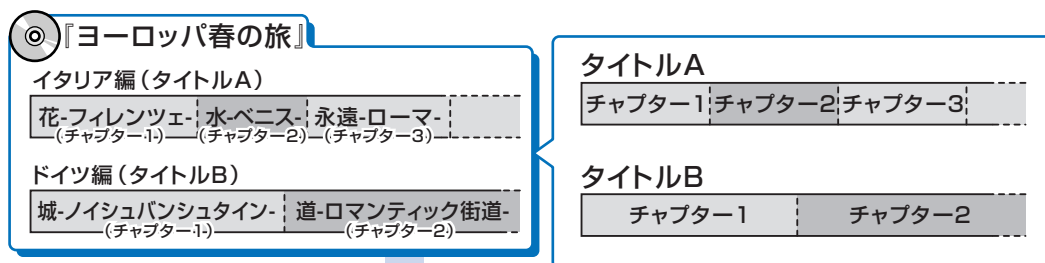 『ヨーロッパ春の旅』
イタリア編(タイトルA)
花-フィレンツェ- 水-ベニス- 永遠-ローマ-
(チャプター1) (チャプター2) (チャプター3)
ドイツ編(タイトルB)
城-ノイシュバンシュタイン- 道-ロマンティック街道-
(チャプター1) (チャプター2)
タイトルA
チャプター1 チャプター2 チャプター3
タイトルB
チャプター1 チャプター2